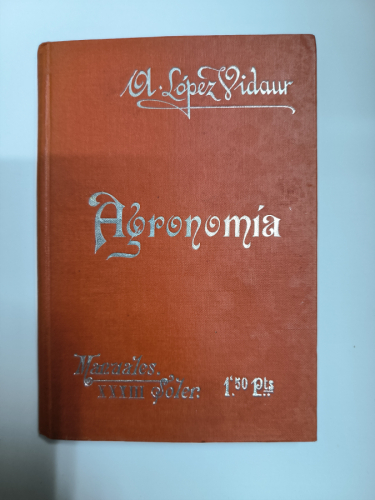 A. López Vidaur
Agronomía
Manuales
XXXIII Soler. 1'50 Pts